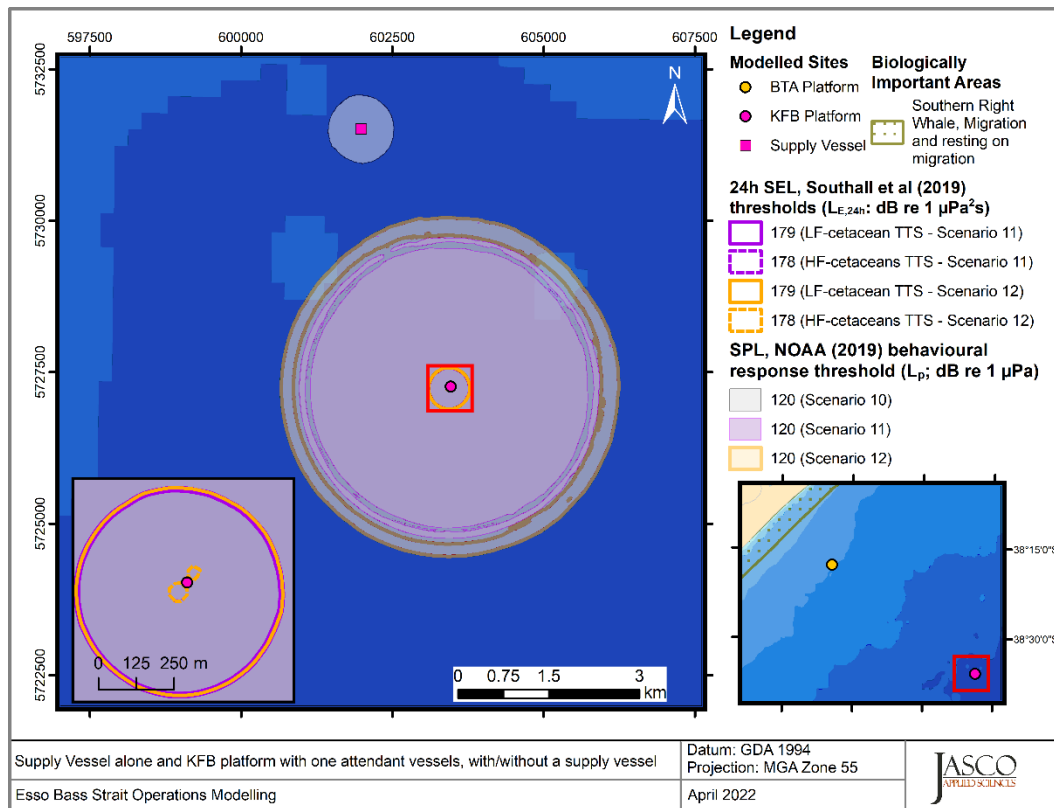 597500 600000 602500 605000 607500
5732500
5730000
5727500
5725000
5722500
N
0 125 250 m
0 0.75 1.5 3
km
Legend
Modelled Sites
BTA Platform
KFB Platform
Supply Vessel
Biologically
Important Areas
Southern Right
Whale, Migration
and resting on
migration
24h SEL, Southall et al (2019)
thresholds (LE,24h: dB re 1 µPa²s)
179 (LF-cetacean TTS - Scenario 11)
178 (HF-cetaceans TTS - Scenario 11)
179 (LF-cetacean TTS - Scenario 12)
178 (HF-cetaceans TTS - Scenario 12)
SPL, NOAA (2019) behavioural
response threshold (Lp; dB re 1 µPa)
120 (Scenario 10)
120 (Scenario 11)
120 (Scenario 12)
38°15'0"S
38°30'0"S
Supply Vessel alone and KFB platform with one attendant vessels, with/without a supply vessel
Esso Bass Strait Operations Modelling
Datum: GDA 1994
Projection: MGA Zone 55
April 2022
JASCO
APPLIED SCIENCES